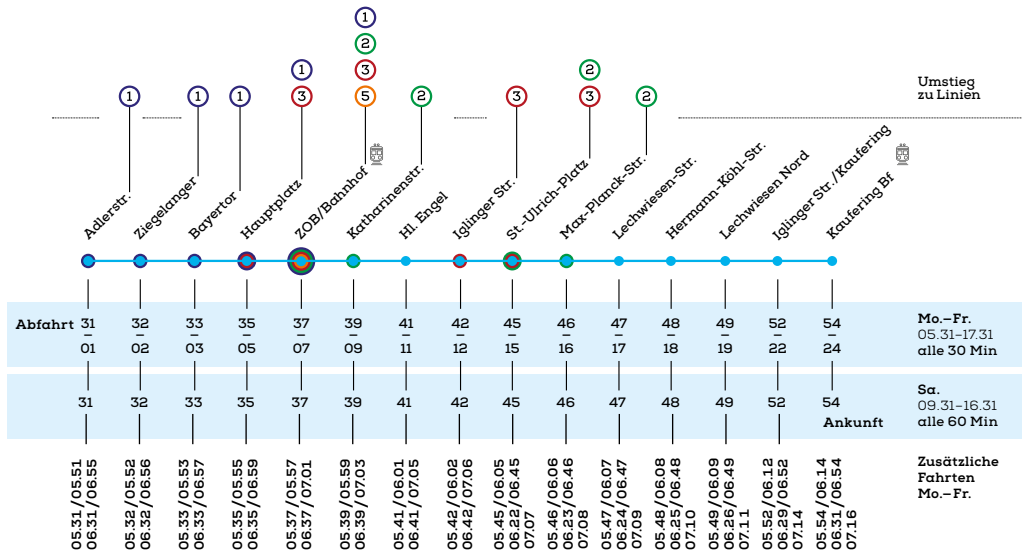 1
2
1 2 3
1 1 1 3 5 2 3 3 2
Umstieg
zu Linien
Adlerstr.
Ziegelanger
Bayertor
Hauptplatz
ZOB/Bahnhof
Katharinenstr.
Hl. Engel
Iglinger Str.
St.-Ulrich-Platz
Max-Planck-Str.
Lechwiesen-Str.
Hermann-Köhl-Str.
Lechwiesen Nord
Iglinger Str./Kaufering
Kaufering Bf
Abfahrt 31 32 33 35 37 39 41 42 45 46 47 48 49 52 54
– – – – – – – – – – – – – – –
01 02 03 05 07 09 11 12 15 16 17 18 19 22 24
Mo.–Fr.
05.31–17.31
alle 30 Min
31 32 33 35 37 39 41 42 45 46 47 48 49 52 54
Ankunft
Sa.
09.31–16.31
alle 60 Min
05.31 / 05.51
06.31 / 06.55
05.32 / 05.52
06.32 / 06.56
05.33 / 05.53
06.33 / 06.57
05.35 / 05.55
06.35 / 06.59
05.37 / 05.57
06.37 / 07.01
05.39 / 05.59
06.39 / 07.03
06.41 / 06.01
06.41 / 07.05
06.42 / 06.02
06.42 / 07.06
05.45 / 06.05
06.22 / 06.45
07.07
05.46 / 06.06
06.23 / 06.46
07.08
05.47 / 06.07
06.24 / 06.47
07.09
05.48 / 06.08
06.25 / 06.48
07.10
05.49 / 06.09
06.26 / 06.49
07.11
05.52 / 06.12
06.29 / 06.52
07.14
05.54 / 06.14
06.31 / 06.54
07.16
Zusätzliche
Fahrten
Mo.–Fr.